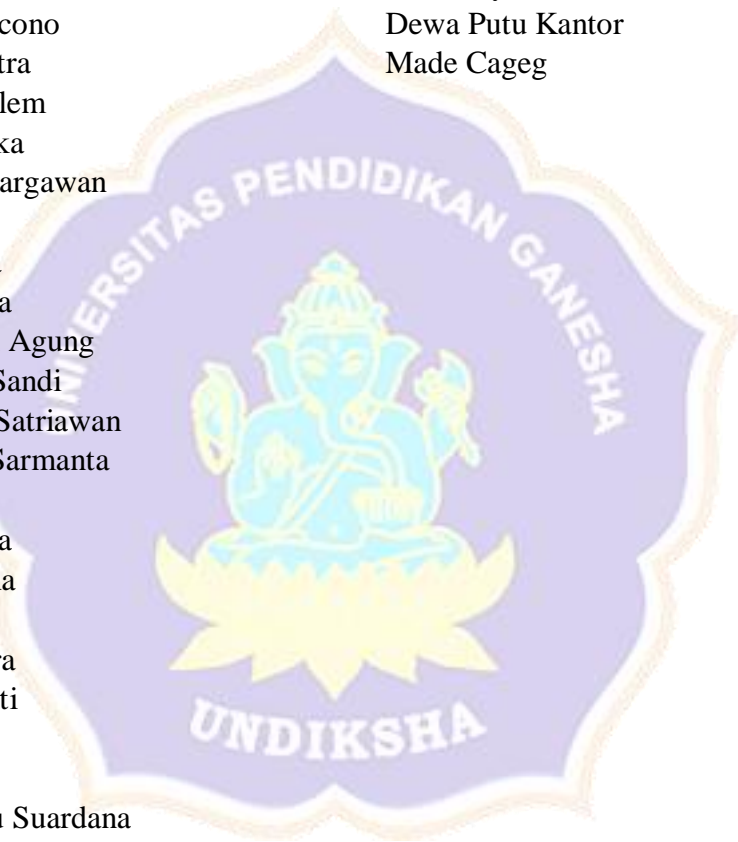 cono
Dewa Putu Kantor
tra
Made Cageg
lem
ka
argawan
UNIVERSITAS PENDIDIKAN GANESHA
a
Agung
Sandi
Satriawan
Sarmanta
a
a
ra
ti
UNDIKSHA
Suardana